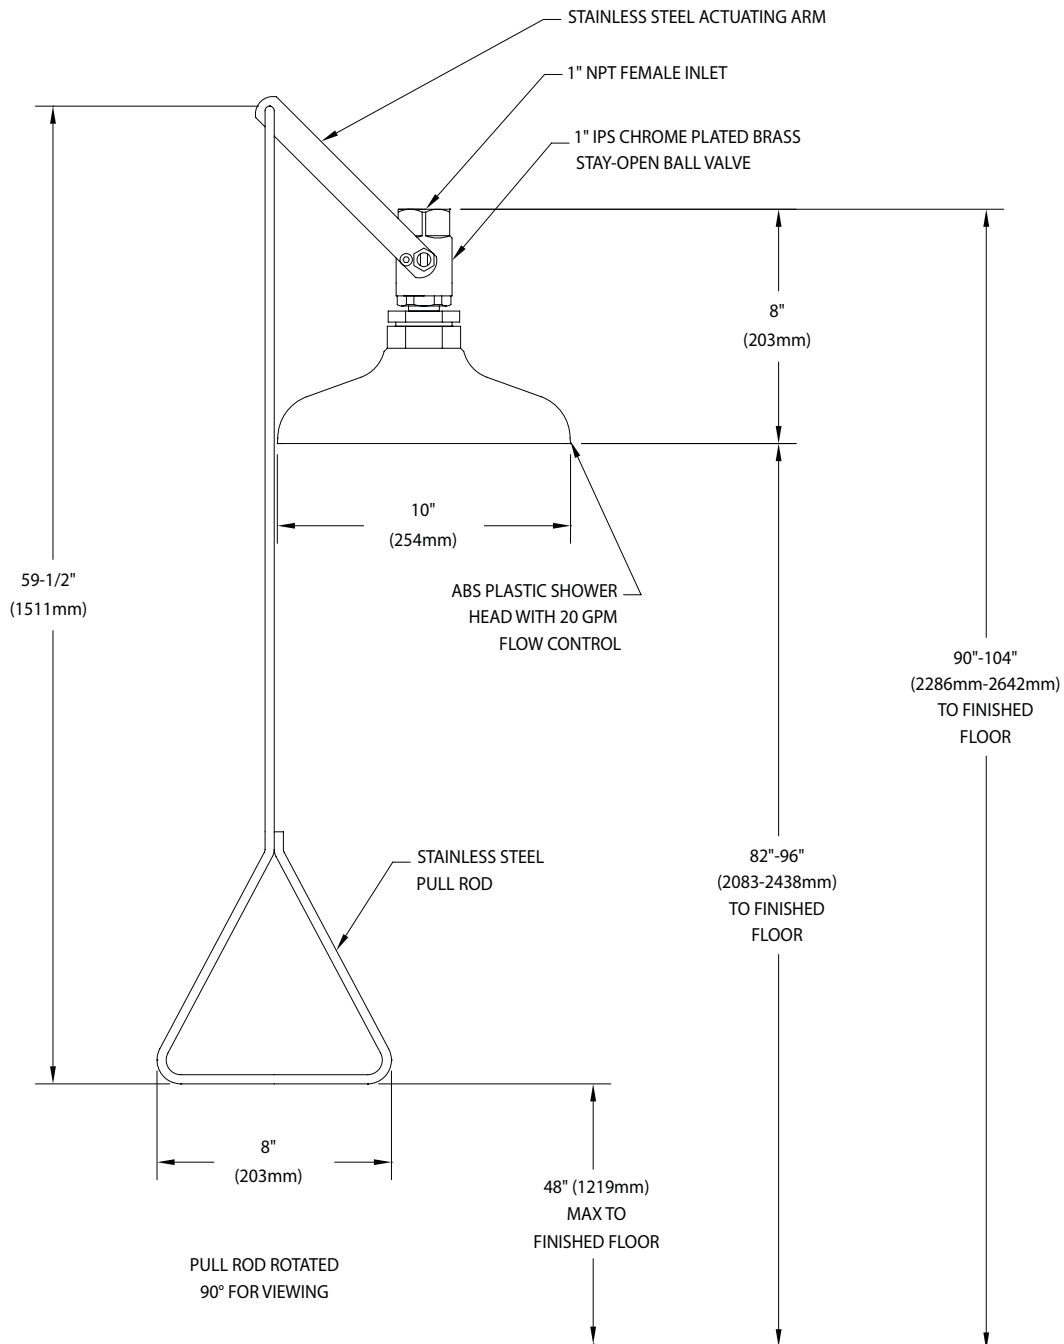 STAINLESS STEEL ACTUATING ARM
1" NPT FEMALE INLET
1" IPS CHROME PLATED BRASS
STAY-OPEN BALL VALVE
8"
(203mm)
10"
(254mm)
59-1/2"
(1511mm)
ABS PLASTIC SHOWER
HEAD WITH 20 GPM
FLOW CONTROL
90"-104"
(2286mm-2642mm)
TO FINISHED
FLOOR
82"-96"
(2083-2438mm)
TO FINISHED
FLOOR
STAINLESS STEEL
PULL ROD
8"
(203mm)
48" (1219mm)
MAX TO
FINISHED FLOOR
PULL ROD ROTATED
90° FOR VIEWING